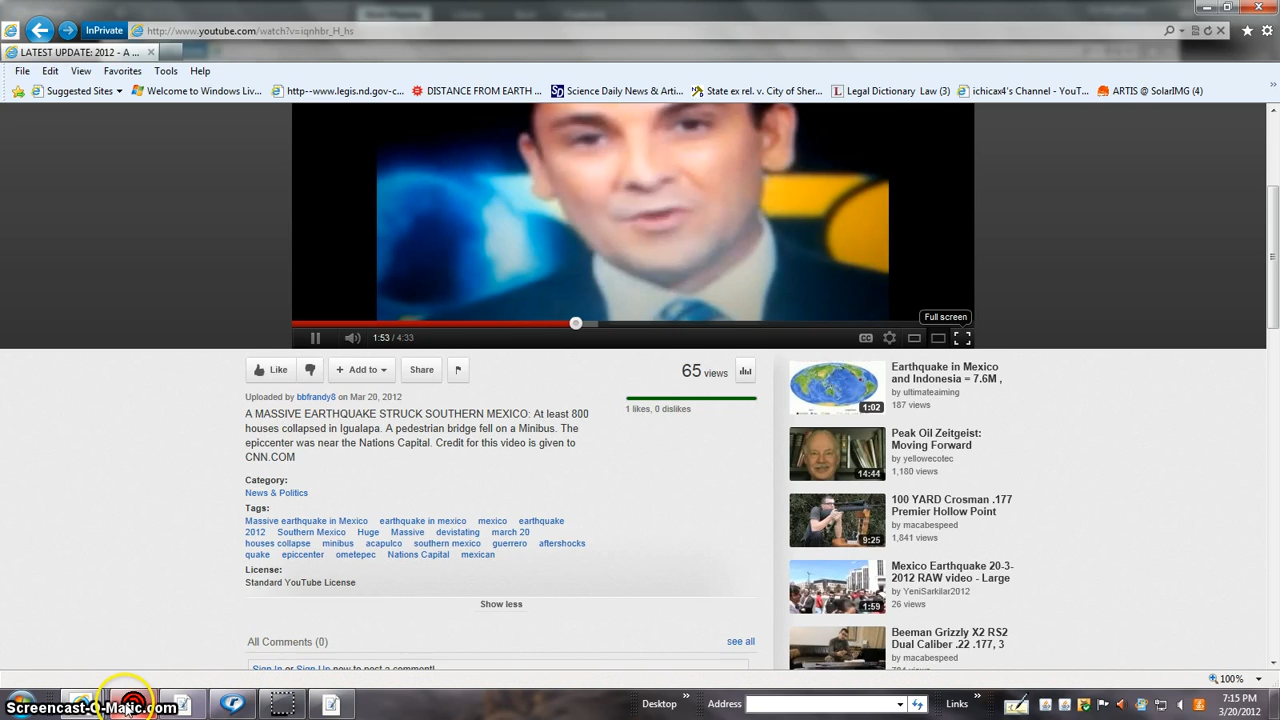 InPrivate http://www.youtube.com/watch?v=iqnhbr_H_hs
LATEST UPDATE: 2012 - A ...
File Edit View Favorites Tools Help
Suggested Sites Welcome to Windows Liv... http--www.legis.nd.gov-c... DISTANCE FROM EARTH ... Science Daily News & Arti... State ex rel. v. City of Sher... Legal Dictionary Law (3) ichicax4's Channel - YouT... ARTIS @ SolarIMG (4)
Full screen
1:53 / 4:33
Like + Add to Share 65 views
Uploaded by bbfrandy8 on Mar 20, 2012
1 likes, 0 dislikes
A MASSIVE EARTHQUAKE STRUCK SOUTHERN MEXICO: At least 800
houses collapsed in Igualapa. A pedestrian bridge fell on a Minibus. The
epiccenter was near the Nations Capital. Credit for this video is given to
CNN.COM
Category:
News & Politics
Tags:
Massive earthquake in Mexico earthquake in mexico mexico earthquake
2012 Southern Mexico Huge Massive devistating march 20
houses collapse minibus acapulco southern mexico guerrero aftershocks
quake epiccenter ometepec Nations Capital mexican
License:
Standard YouTube License
Show less
All Comments (0) see all
Sign In or Sign Up now to post a comment!
Earthquake in Mexico
and Indonesia = 7.6M ,
by ultimateaiming
187 views
1:02
Peak Oil Zeitgeist:
Moving Forward
by yellowecotec
1,180 views
14:44
100 YARD Crosman .177
Premier Hollow Point
by macabespeed
1,841 views
9:25
Mexico Earthquake 20-3-
2012 RAW video - Large
by YeniSarkilar2012
26 views
1:59
Beeman Grizzly X2 RS2
Dual Caliber .22 .177, 3
by macabespeed
100%
Screencast-O-Matic.com
Desktop » Address Links »
7:15 PM
3/20/2012